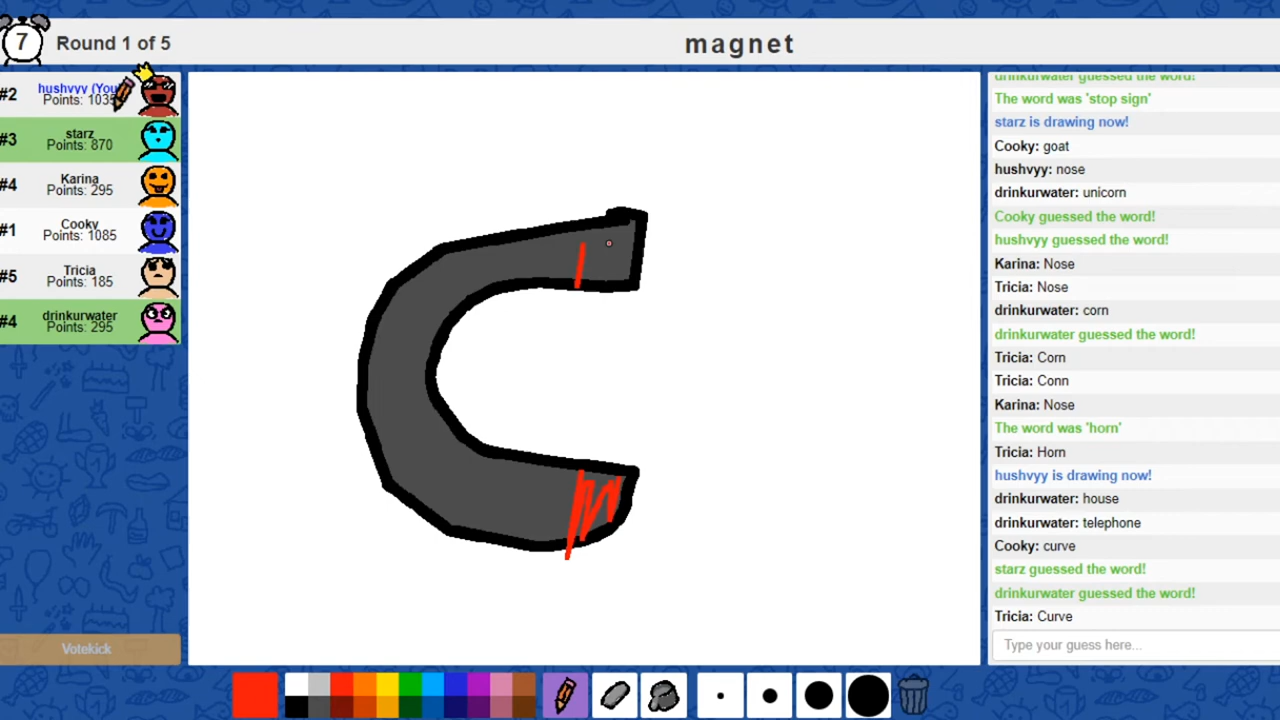 7
Round 1 of 5
magnet
#2
hushvyy (You
Points: 1035
#3
starz
Points: 870
#4
Karina
Points: 295
#1
Cooky
Points: 1085
#5
Tricia
Points: 185
#4
drinkurwater
Points: 295
Votekick
drinkurwater guessed the word!
The word was 'stop sign'
starz is drawing now!
Cooky: goat
hushvyy: nose
drinkurwater: unicorn
Cooky guessed the word!
hushvyy guessed the word!
Karina: Nose
Tricia: Nose
drinkurwater: corn
drinkurwater guessed the word!
Tricia: Corn
Tricia: Conn
Karina: Nose
The word was 'horn'
Tricia: Horn
hushvyy is drawing now!
drinkurwater: house
drinkurwater: telephone
Cooky: curve
starz guessed the word!
drinkurwater guessed the word!
Tricia: Curve
Type your guess here...